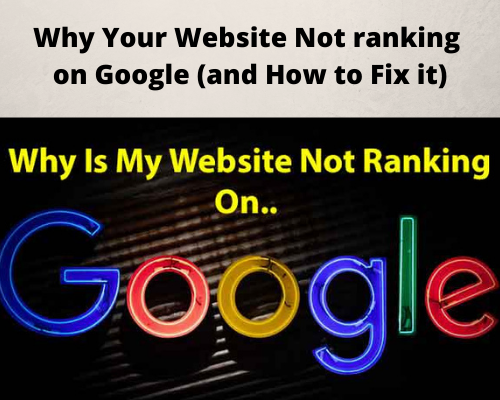 Why Your Website Not ranking
on Google (and How to Fix it)
Why Is My Website Not Ranking
On..
Google